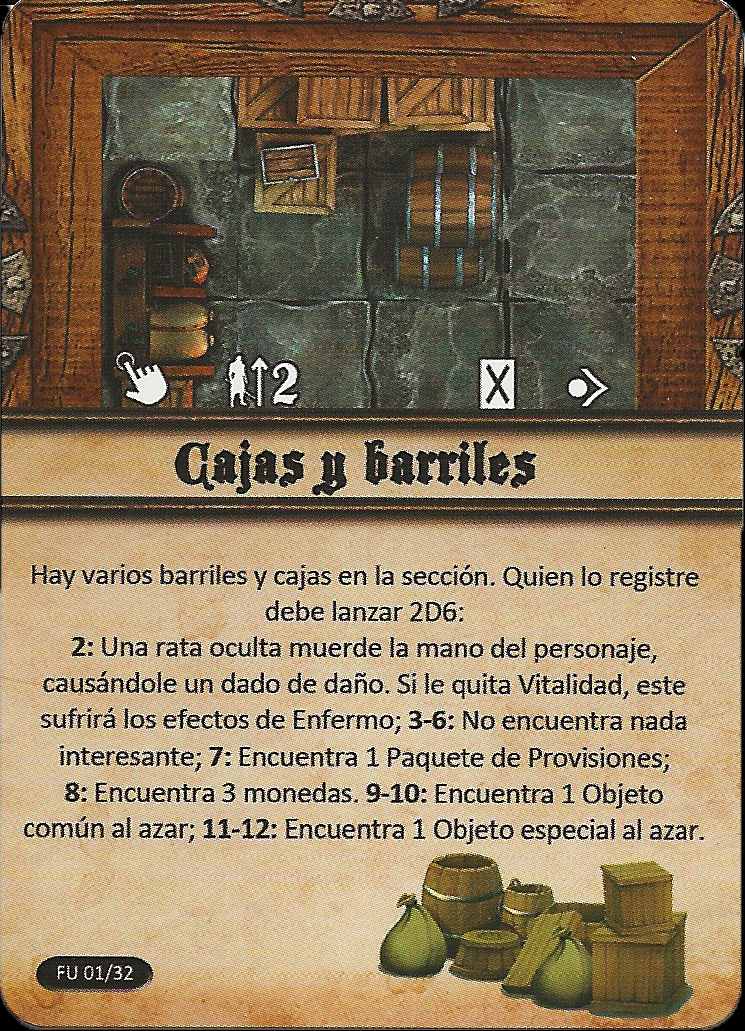 2
X
Cajas y barriles
Hay varios barriles y cajas en la sección. Quien lo registre
debe lanzar 2D6:
2: Una rata oculta muerde la mano del personaje,
causándole un dado de daño. Si le quita Vitalidad, este
sufrirá los efectos de Enfermo; 3-6: No encuentra nada
interesante; 7: Encuentra 1 Paquete de Provisiones;
8: Encuentra 3 monedas. 9-10: Encuentra 1 Objeto
común al azar; 11-12: Encuentra 1 Objeto especial al azar.
FU 01/32